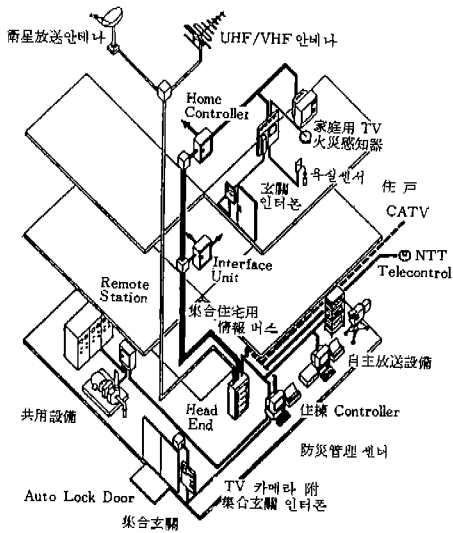 衛星放送안테나
UHF/VHF 안테나
Home
Controller
家庭用 TV
火災感知器
욕실센서
玄關
인터폰
住 戶
CATV
NTT
Telecontrol
Interface
Unit
Remote
Station
集合住宅用
情報 버스
自主放送設備
共用設備
Head
End
住棟 Controller
防災管理 센터
TV 카메라 附
集合玄關 인터폰
Auto Lock Door
集合玄關